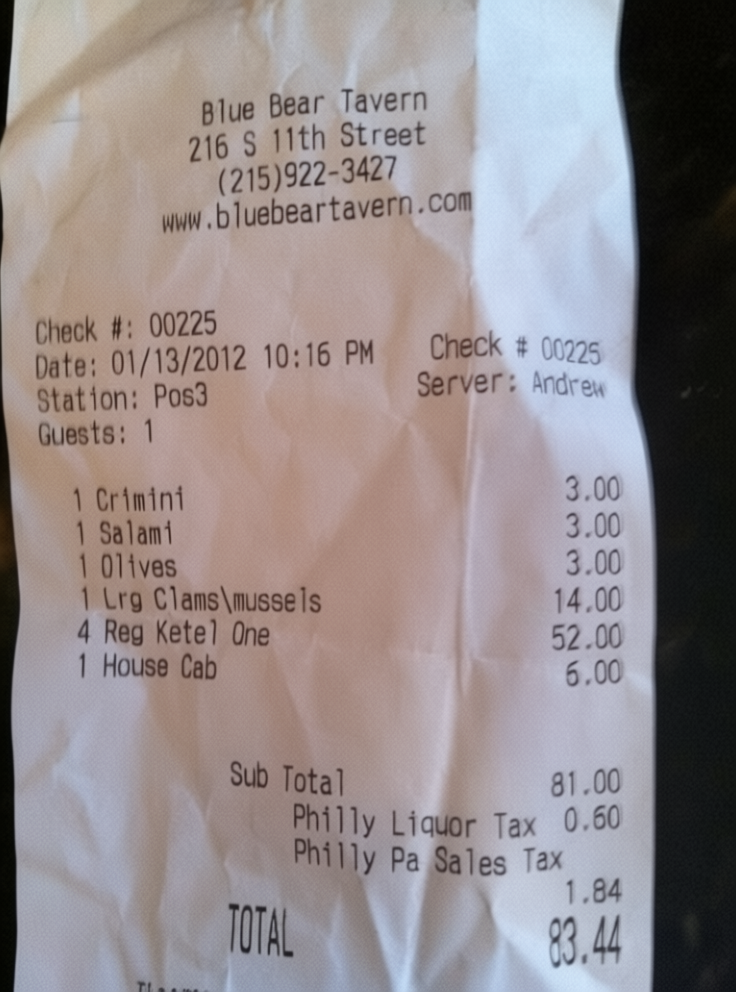 Blue Bear Tavern
216 S 11th Street
(215)922-3427
www.bluebeartavern.com
Check #: 00225
Date: 01/13/2012 10:16 PM Check # 00225
Station: Pos3 Server: Andrew
Guests: 1
1 Crimini 3.00
1 Salami 3.00
1 Olives 3.00
1 Lrg Clams\mussels 14.00
4 Reg Ketel One 52.00
1 House Cab 6.00
Sub Total 81.00
Philly Liquor Tax 0.60
Philly Pa Sales Tax
1.84
TOTAL 83.44